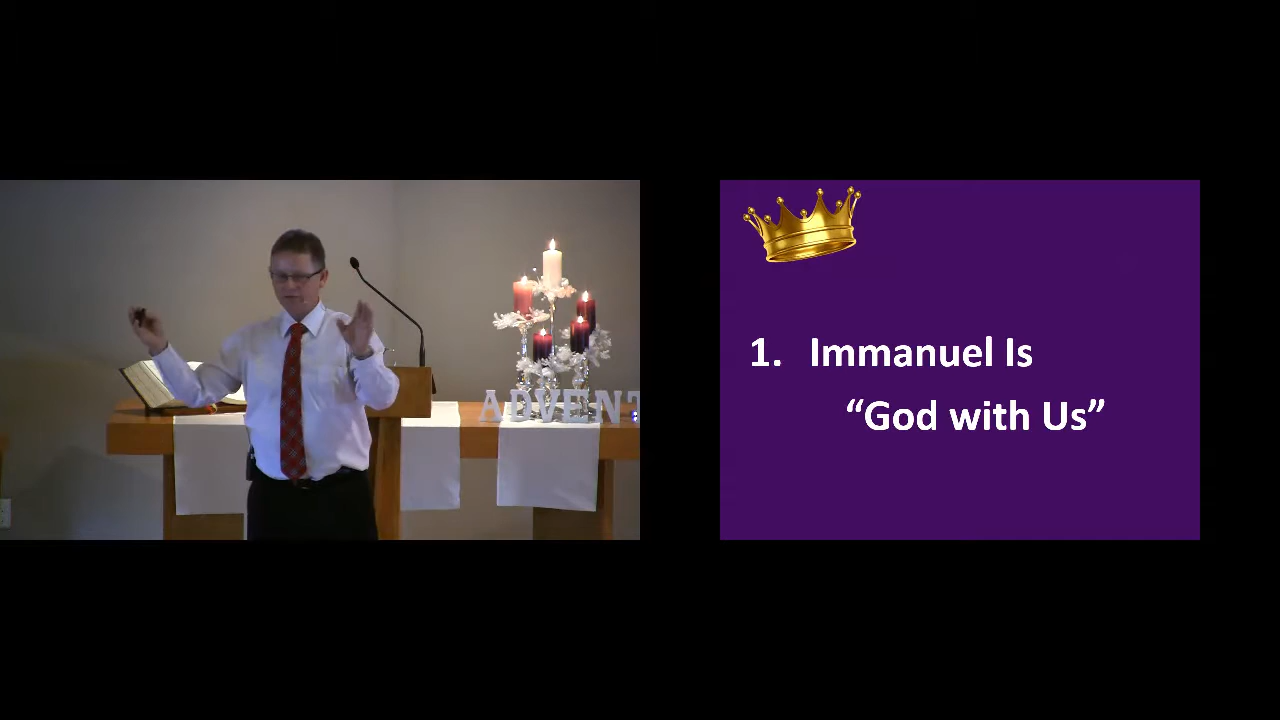 ADVENT
1. Immanuel Is
“God with Us”